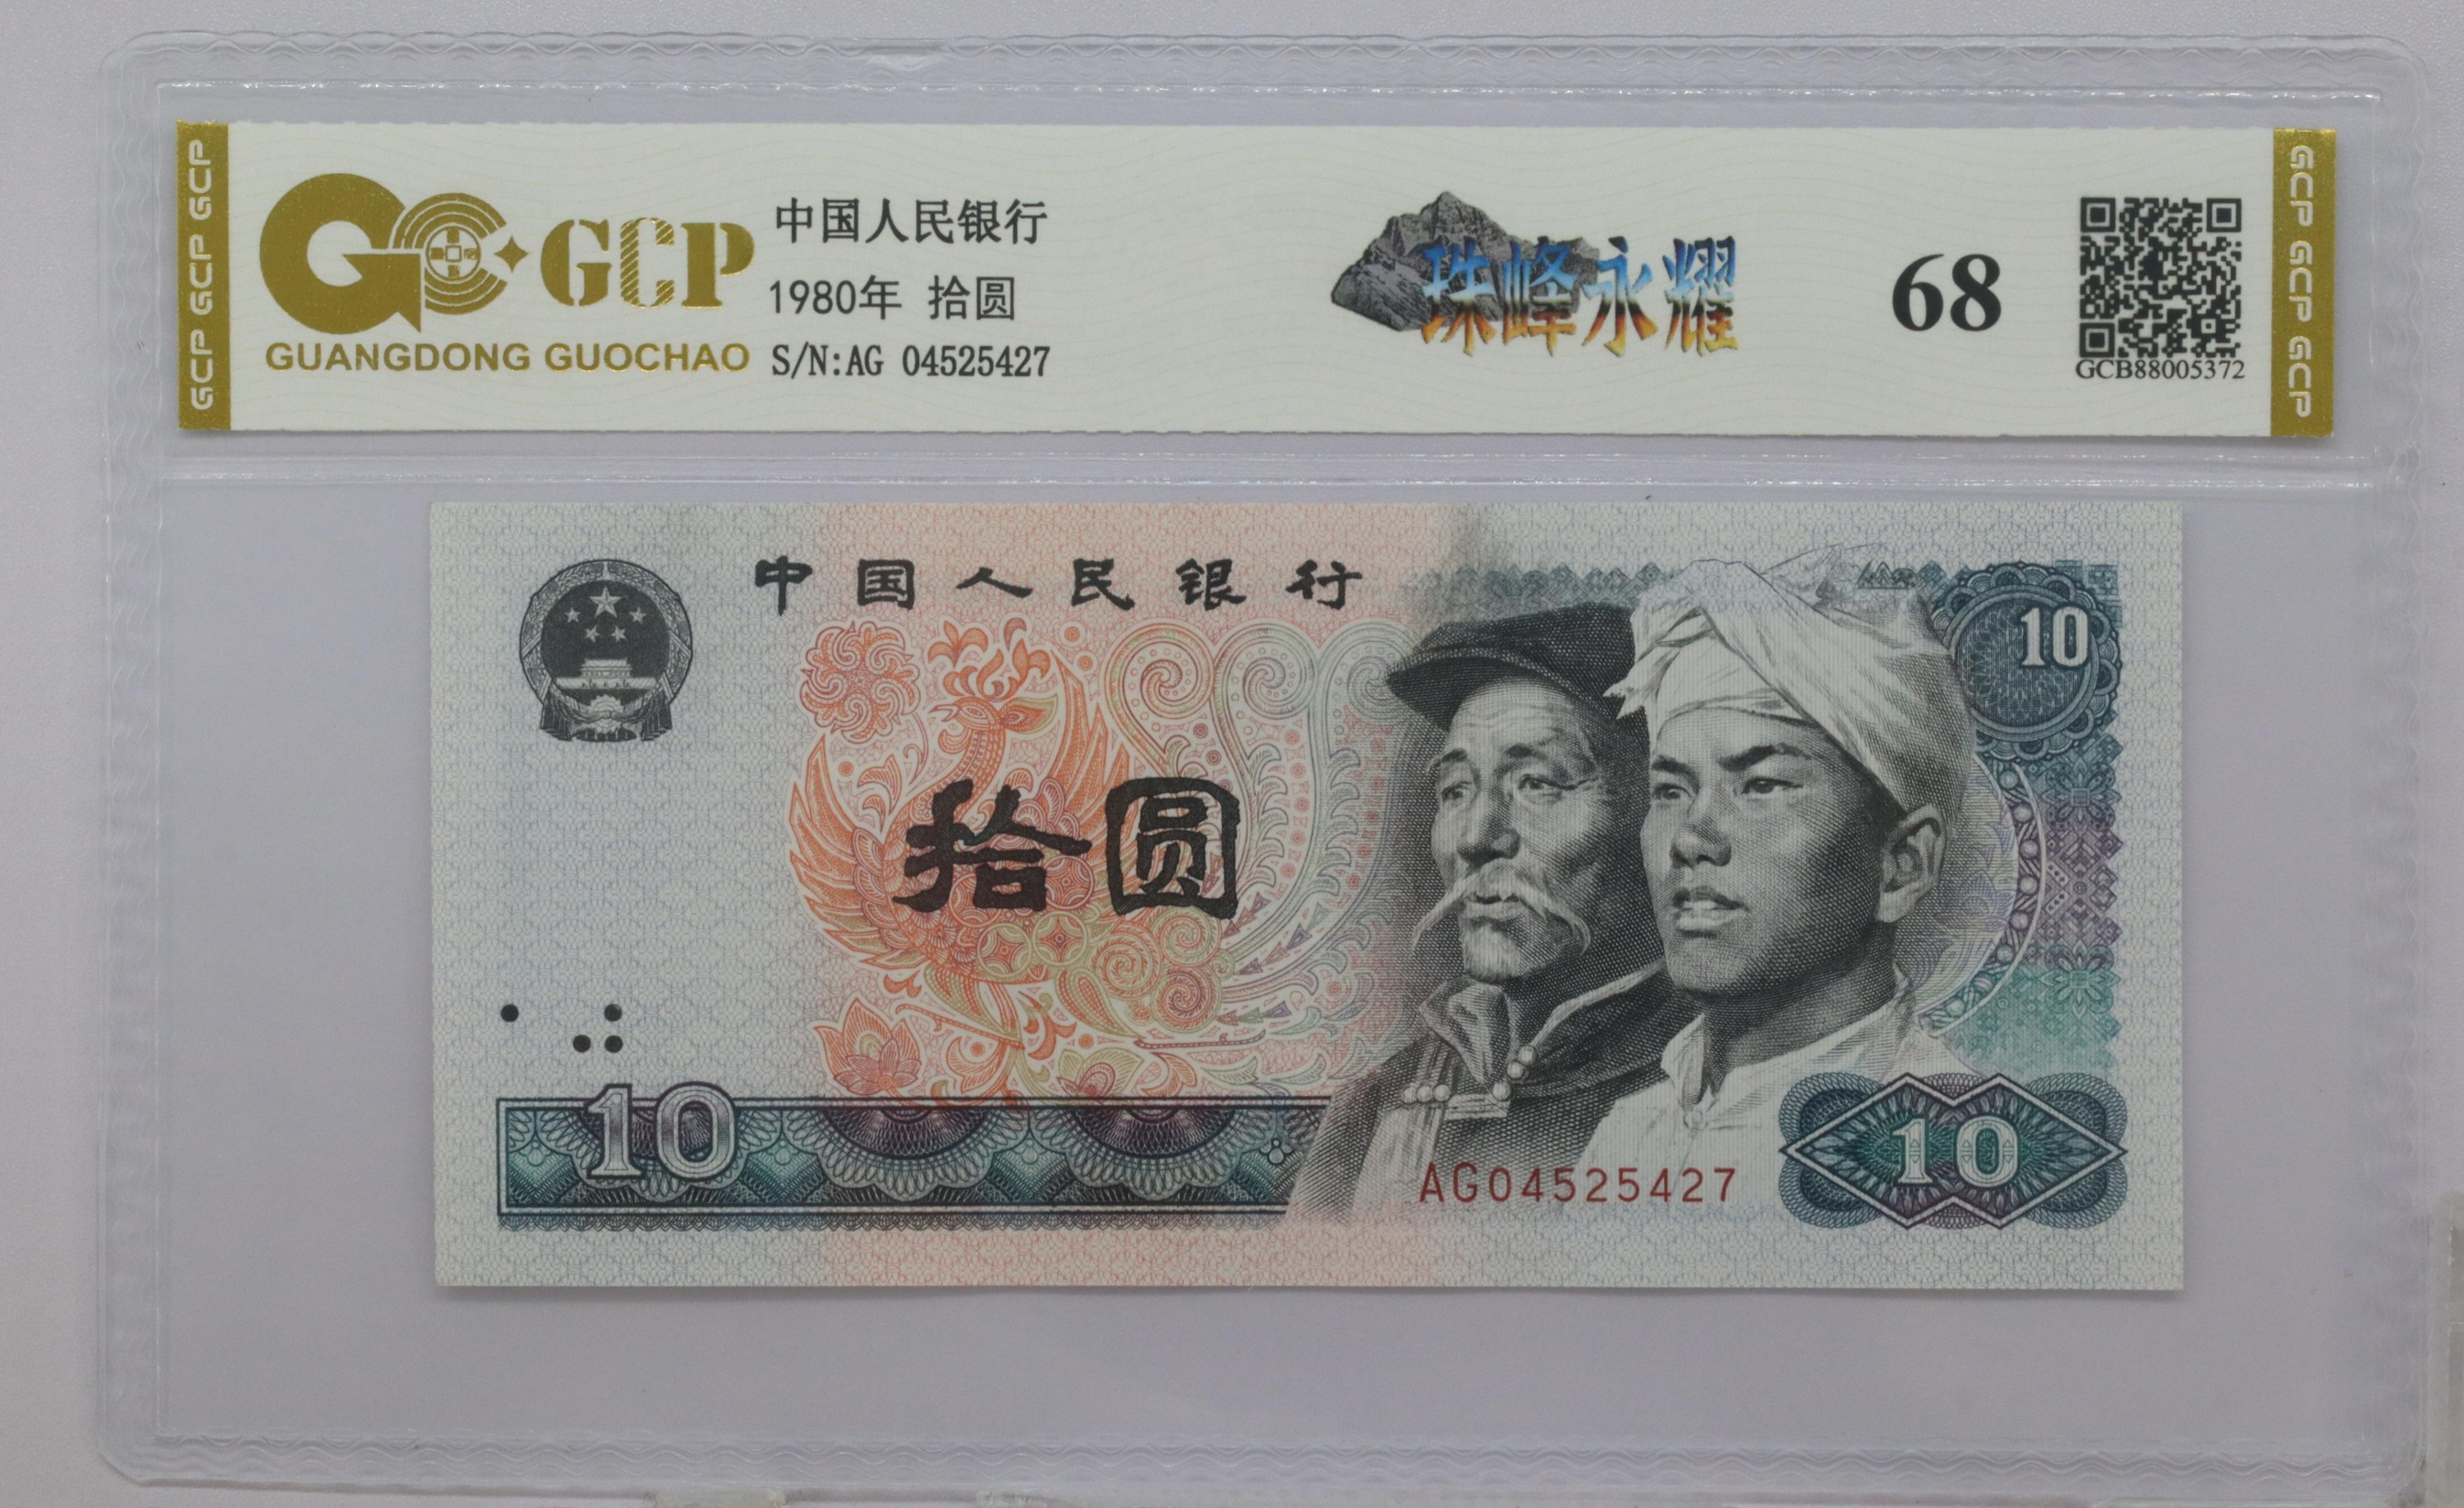 GCP GCP GCP
GCP
GUANGDONG GUOCHAO
中国人民银行
1980年 拾圆
S/N:AG 04525427
珠峰永耀
68
GCB88005372
GCP GCP GCP
中国人民银行
10
拾圆
10
AG04525427
10